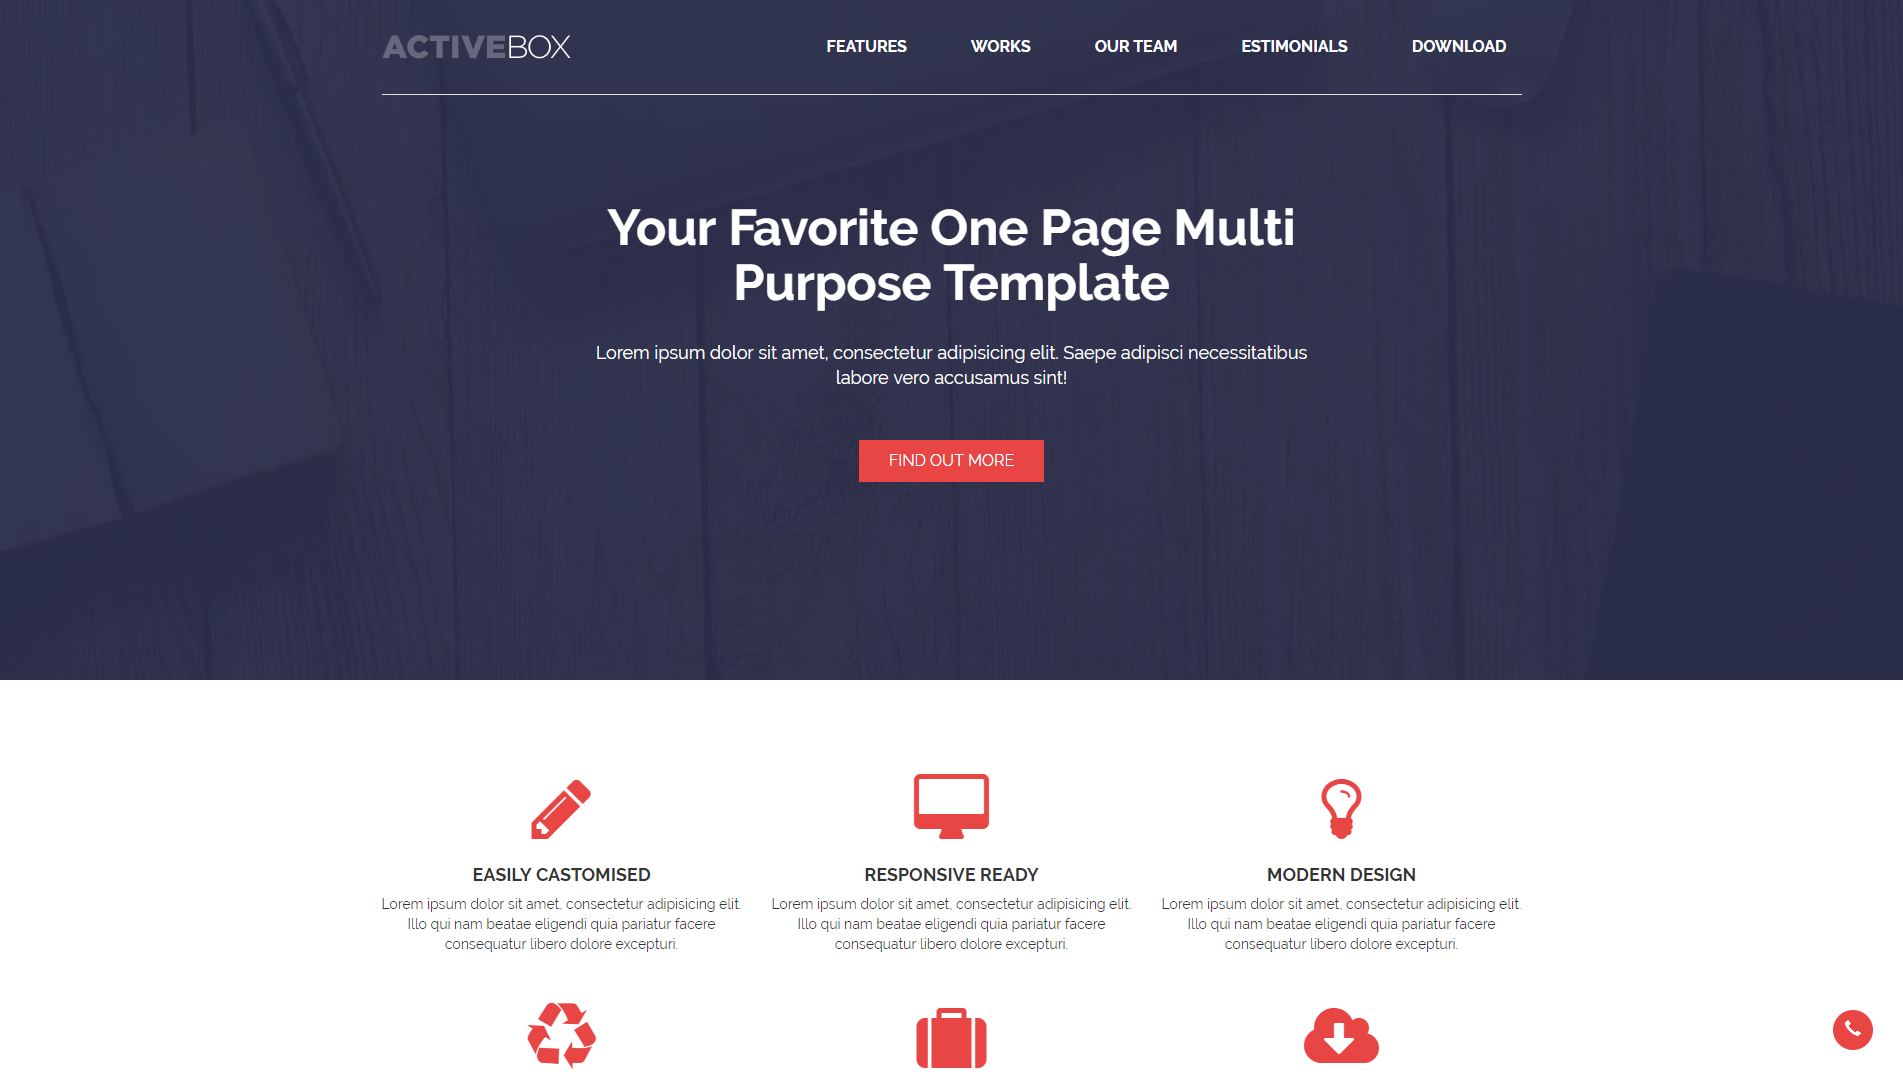 ACTIVEBOX
FEATURES WORKS OUR TEAM ESTIMONIALS DOWNLOAD
Your Favorite One Page Multi
Purpose Template
Lorem ipsum dolor sit amet, consectetur adipisicing elit. Saepe adipisci necessitatibus
labore vero accusamus sint!
FIND OUT MORE
EASILY CASTOMISED
Lorem ipsum dolor sit amet, consectetur adipisicing elit.
Illo qui nam beatae eligendi quia pariatur facere
consequatur libero dolore excepturi.
RESPONSIVE READY
Lorem ipsum dolor sit amet, consectetur adipisicing elit.
Illo qui nam beatae eligendi quia pariatur facere
consequatur libero dolore excepturi.
MODERN DESIGN
Lorem ipsum dolor sit amet, consectetur adipisicing elit.
Illo qui nam beatae eligendi quia pariatur facere
consequatur libero dolore excepturi.